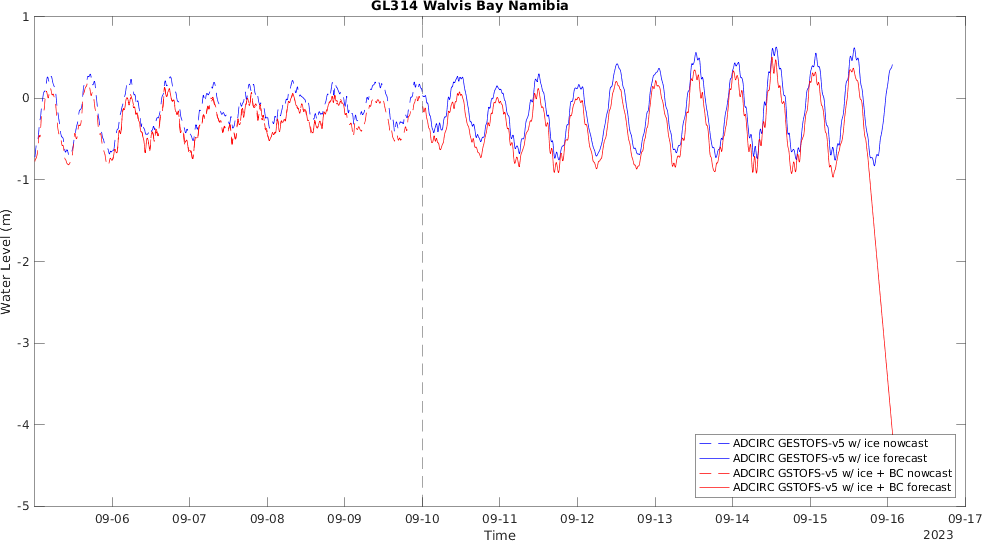 GL314 Walvis Bay Namibia
1
0
-1
-2
-3
-4
-5
Water Level (m)
ADCIRC GESTOFS-v5 w/ ice nowcast
ADCIRC GESTOFS-v5 w/ ice forecast
ADCIRC GSTOFS-v5 w/ ice + BC nowcast
ADCIRC GSTOFS-v5 w/ ice + BC forecast
09-06 09-07 09-08 09-09 09-10 09-11 09-12 09-13 09-14 09-15 09-16 09-17
Time
2023